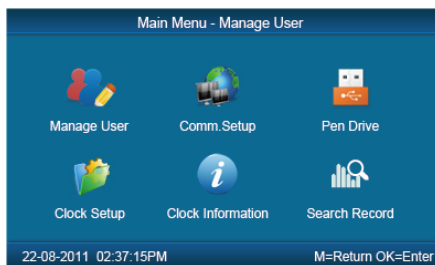 Main Menu - Manage User
Manage User Comm.Setup Pen Drive
Clock Setup Clock Information Search Record
22-08-2011 02:37:15PM M=Return OK=Enter